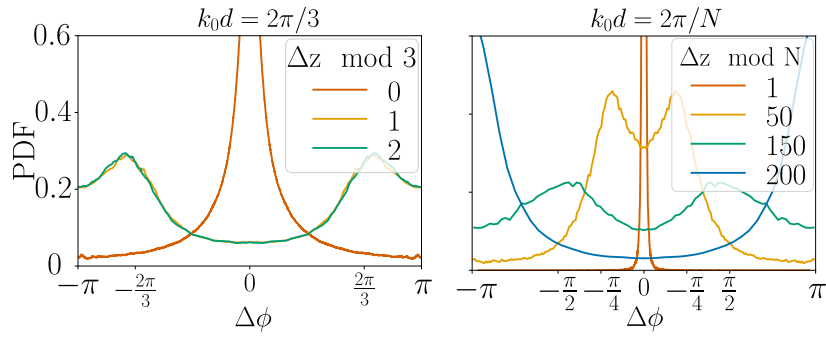 k₀d = 2π/3
PDF
0.6
0.4
0.2
0
Δz mod 3
0
1
2
−π
−2π/3
0
2π/3
π
Δϕ
k₀d = 2π/N
Δz mod N
1
50
150
200
−π
−π/2
−π/4
0
−π/4
π/2
π
Δϕ